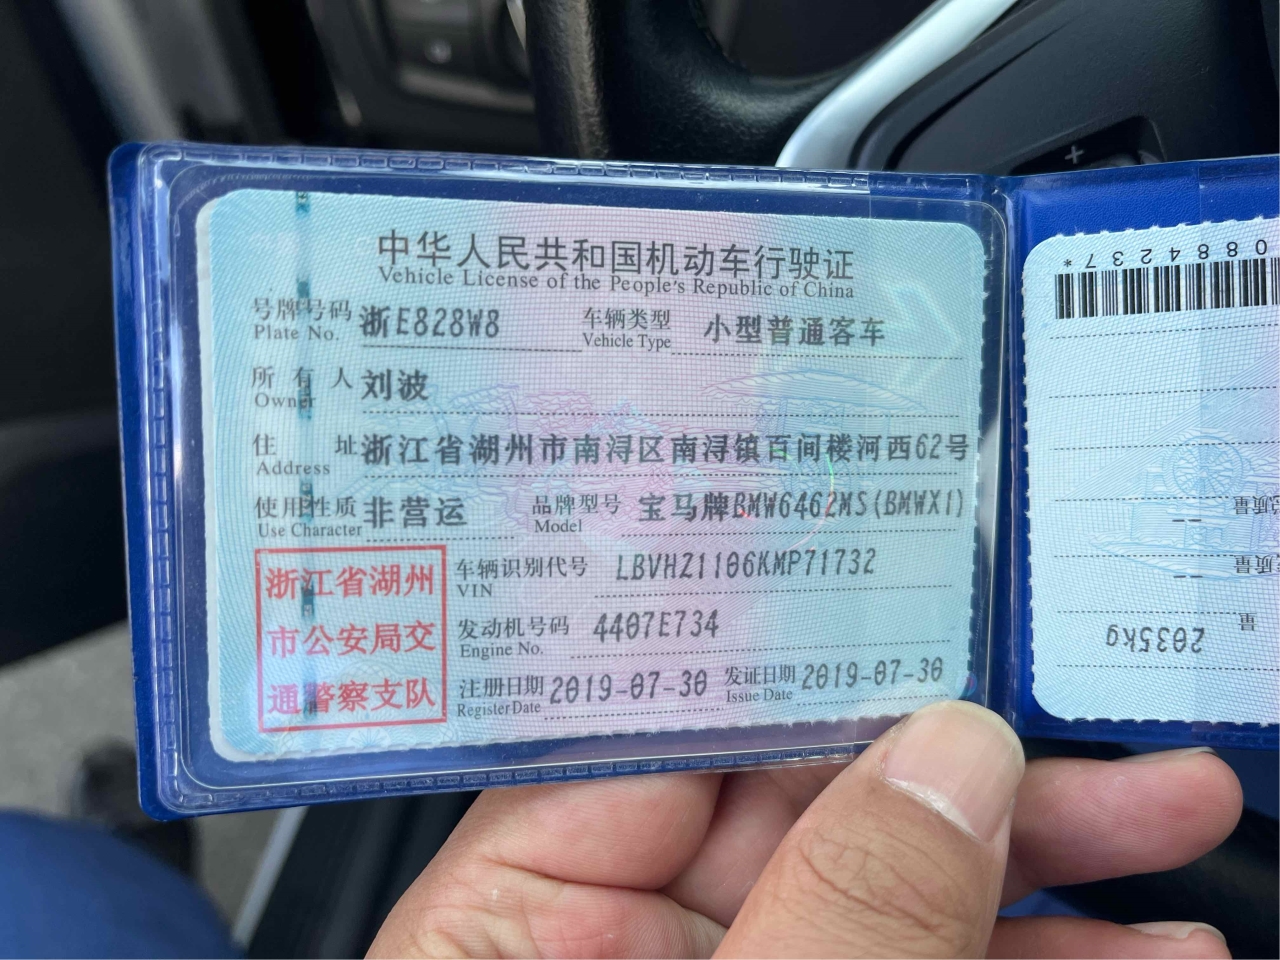 中华人民共和国机动车行驶证
Vehicle License of the People's Republic of China
号牌号码 浙E828W8 车辆类型 小型普通客车
Plate No. Vehicle Type
所有人 刘波
Owner
住址 浙江省湖州市南浔区南浔镇百间楼河西62号
Address
使用性质 非营运 品牌型号 宝马牌BMW6462MS(BMWX1)
Use Character Model
浙江省湖州
市公安局交
通警察支队
车辆识别代号 LBVHZ1106KMP71732
VIN
发动机号码 4407E734
Engine No.
注册日期 2019-07-30 发证日期 2019-07-30
Register Date Issue Date
2035kg
量
质量
质量
--
--
0884237*
+